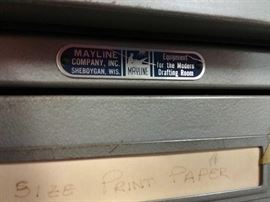 MAYLINE
COMPANY, INC.
SHEBOYGAN, WIS.
MAYLINE
Equipment
for the Modern
Drafting Room
SIZE PRINT PAPER